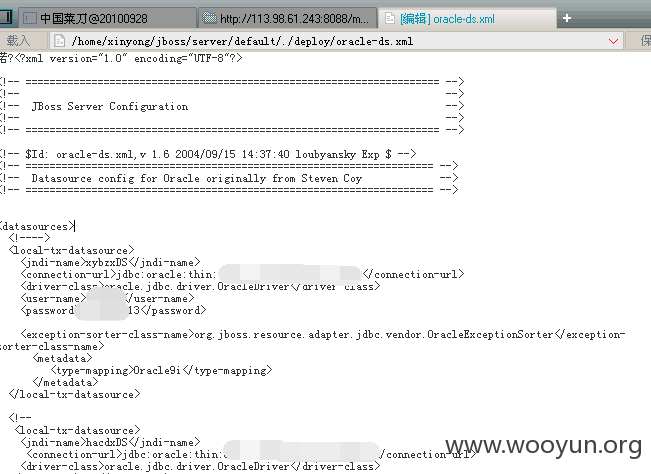 中国菜刀@20100928
http://113.98.61.243:8088/m...
[编辑] oracle-ds.xml
载入
/home/xinyong/jboss/server/default/./deploy/oracle-ds.xml
<?xml version="1.0" encoding="UTF-8"?>
<!-- ===================================================================== -->
<!-- -->
<!-- JBoss Server Configuration -->
<!-- -->
<!-- ===================================================================== -->
<!-- $Id: oracle-ds.xml,v 1.6 2004/09/15 14:37:40 loubyansky Exp $ -->
<!-- ==================================================================== -->
<!-- Datasource config for Oracle originally from Steven Coy -->
<!-- ==================================================================== -->
<datasources>
<!---->
<local-tx-datasource>
<jndi-name>xybzxDS</jndi-name>
<connection-url>jdbc:oracle:thin: </connection-url>
<driver-class>oracle.jdbc.driver.OracleDriver</driver-class>
<user-name> </user-name>
<password 13</password>
<exception-sorter-class-name>org.jboss.resource.adapter.jdbc.vendor.OracleExceptionSorter</exception-
sorter-class-name>
<metadata>
<type-mapping>Oracle9i</type-mapping>
</metadata>
</local-tx-datasource>
<!--
<local-tx-datasource>
<jndi-name>hacdxDS</jndi-name>
<connection-url>jdbc:oracle:thin: </connection-url>
<driver-class>oracle.jdbc.driver.OracleDriver</driver-class>
www.wooyun.org